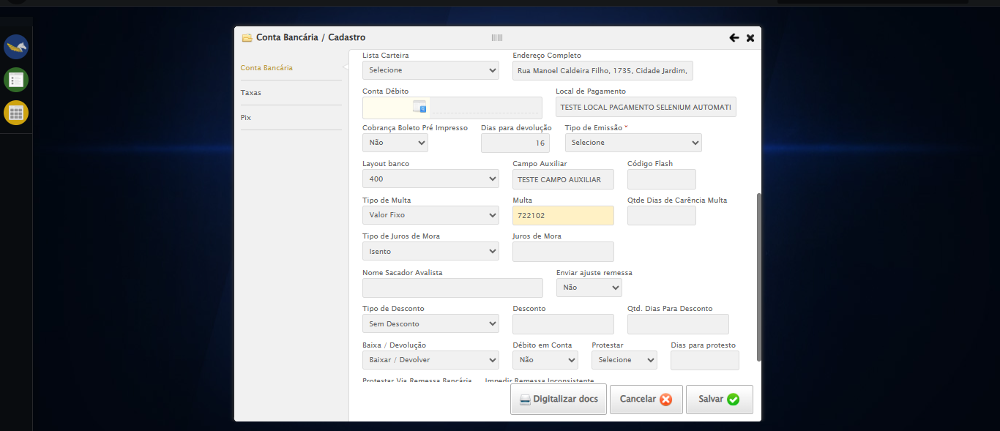 Conta Bancária / Cadastro
Conta Bancária
Taxas
Pix
Lista Carteira Endereço Completo
Selecione Rua Manoel Caldeira Filho, 1735, Cidade Jardim,
Conta Débito Local de Pagamento
TESTE LOCAL PAGAMENTO SELENIUM AUTOMATI
Cobrança Boleto Pré Impresso Dias para devolução Tipo de Emissão *
Não 16 Selecione
Layout banco Campo Auxiliar Código Flash
400 TESTE CAMPO AUXILIAR
Tipo de Multa Multa Qtde Dias de Carência Multa
Valor Fixo 722102
Tipo de Juros de Mora Juros de Mora
Isento
Nome Sacador Avalista Enviar ajuste remessa
Não
Tipo de Desconto Desconto Qtd. Dias Para Desconto
Sem Desconto
Baixa / Devolução Débito em Conta Protestar Dias para protesto
Baixar / Devolver Não Selecione
Protestar Via Remessa Bancária Impedir Remessa Inconsistente
Digitalizar docs Cancelar Salvar